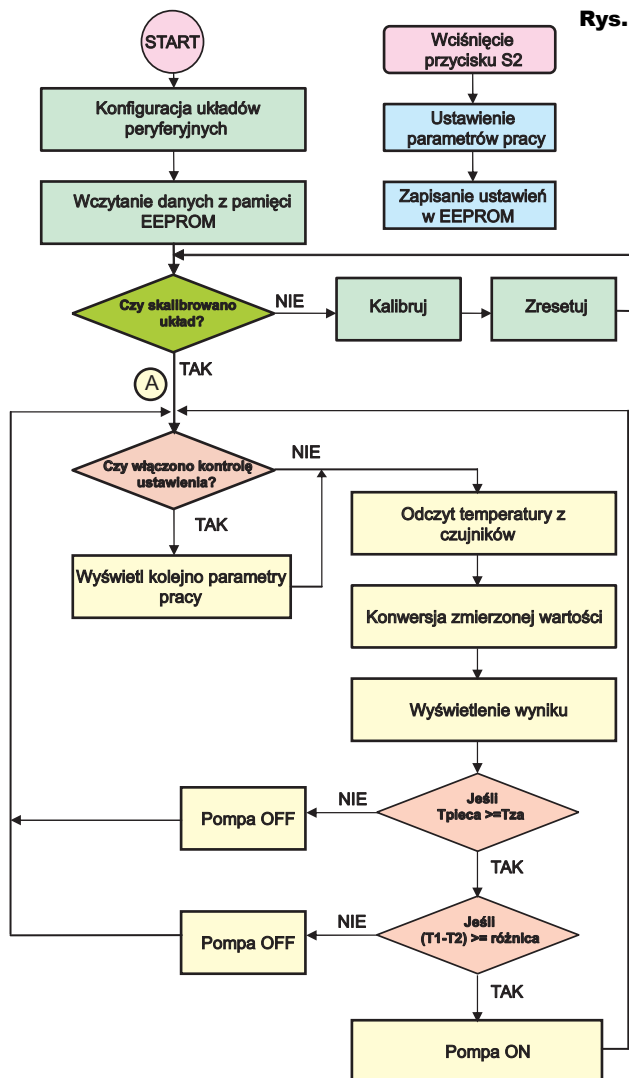 Rys.
START
Wciśnięcie
przycisku S2
Konfiguracja układów
peryferyjnych
Ustawienie
parametrów pracy
Wczytanie danych z pamięci
EEPROM
Zapisanie ustawień
w EEPROM
Czy skalibrowano
układ?
NIE
Kalibruj
Zresetuj
TAK
A
Czy włączono kontrolę
ustawienia?
NIE
TAK
Odczyt temperatury z
czujników
Wyświetl kolejno parametry
pracy
Konwersja zmierzonej wartości
Wyświetlenie wyniku
Jeśli
Tpieca >=Tza
NIE
Pompa OFF
TAK
Jeśli
(T1-T2) >= różnica
NIE
Pompa OFF
TAK
Pompa ON